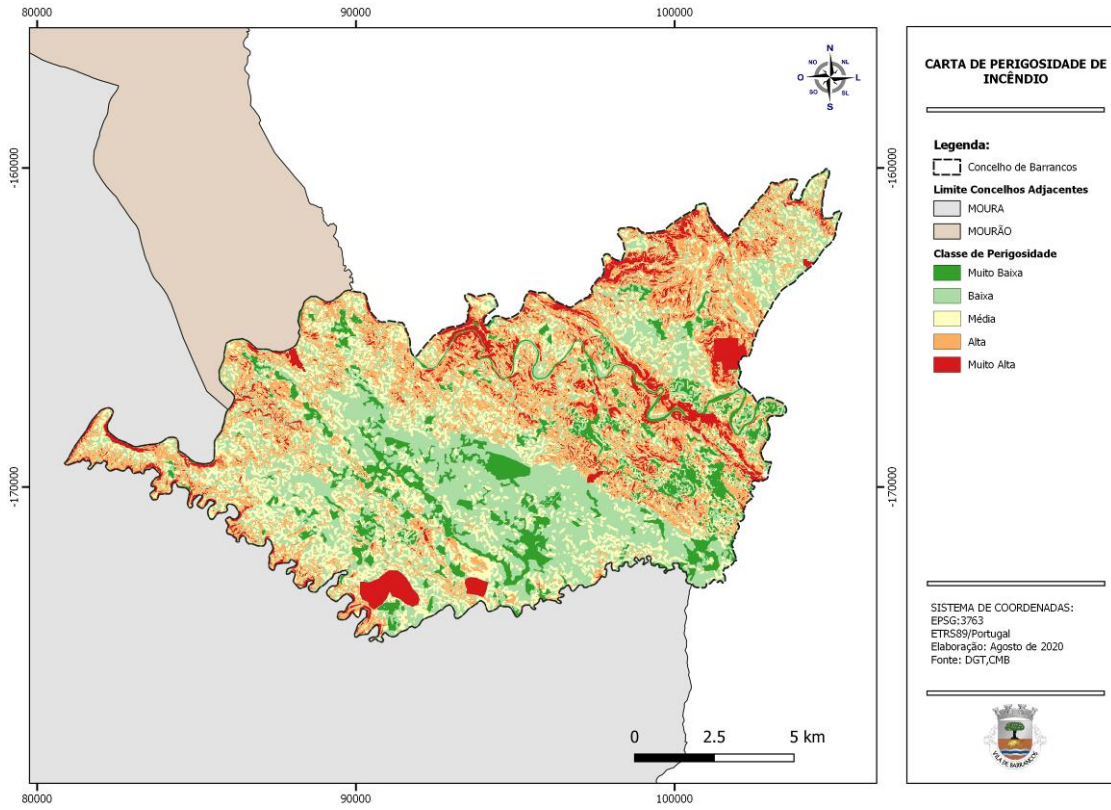 80000
90000
100000
-160000
-160000
-170000
-170000
N
NO
NL
O
L
SO
SL
S
0
2.5
5 km
80000
90000
100000
CARTA DE PERIGOSIDADE DE
INCÊNDIO
Legenda:
Concelho de Barrancos
Limite Concelhos Adjacentes
MOURA
MOURÃO
Classe de Perigosidade
Muito Baixa
Baixa
Média
Alta
Muito Alta
SISTEMA DE COORDENADAS:
EPSG:3763
ETRS89/Portugal
Elaboração: Agosto de 2020
Fonte: DGT,CMB
VILA DE BARRANCOS